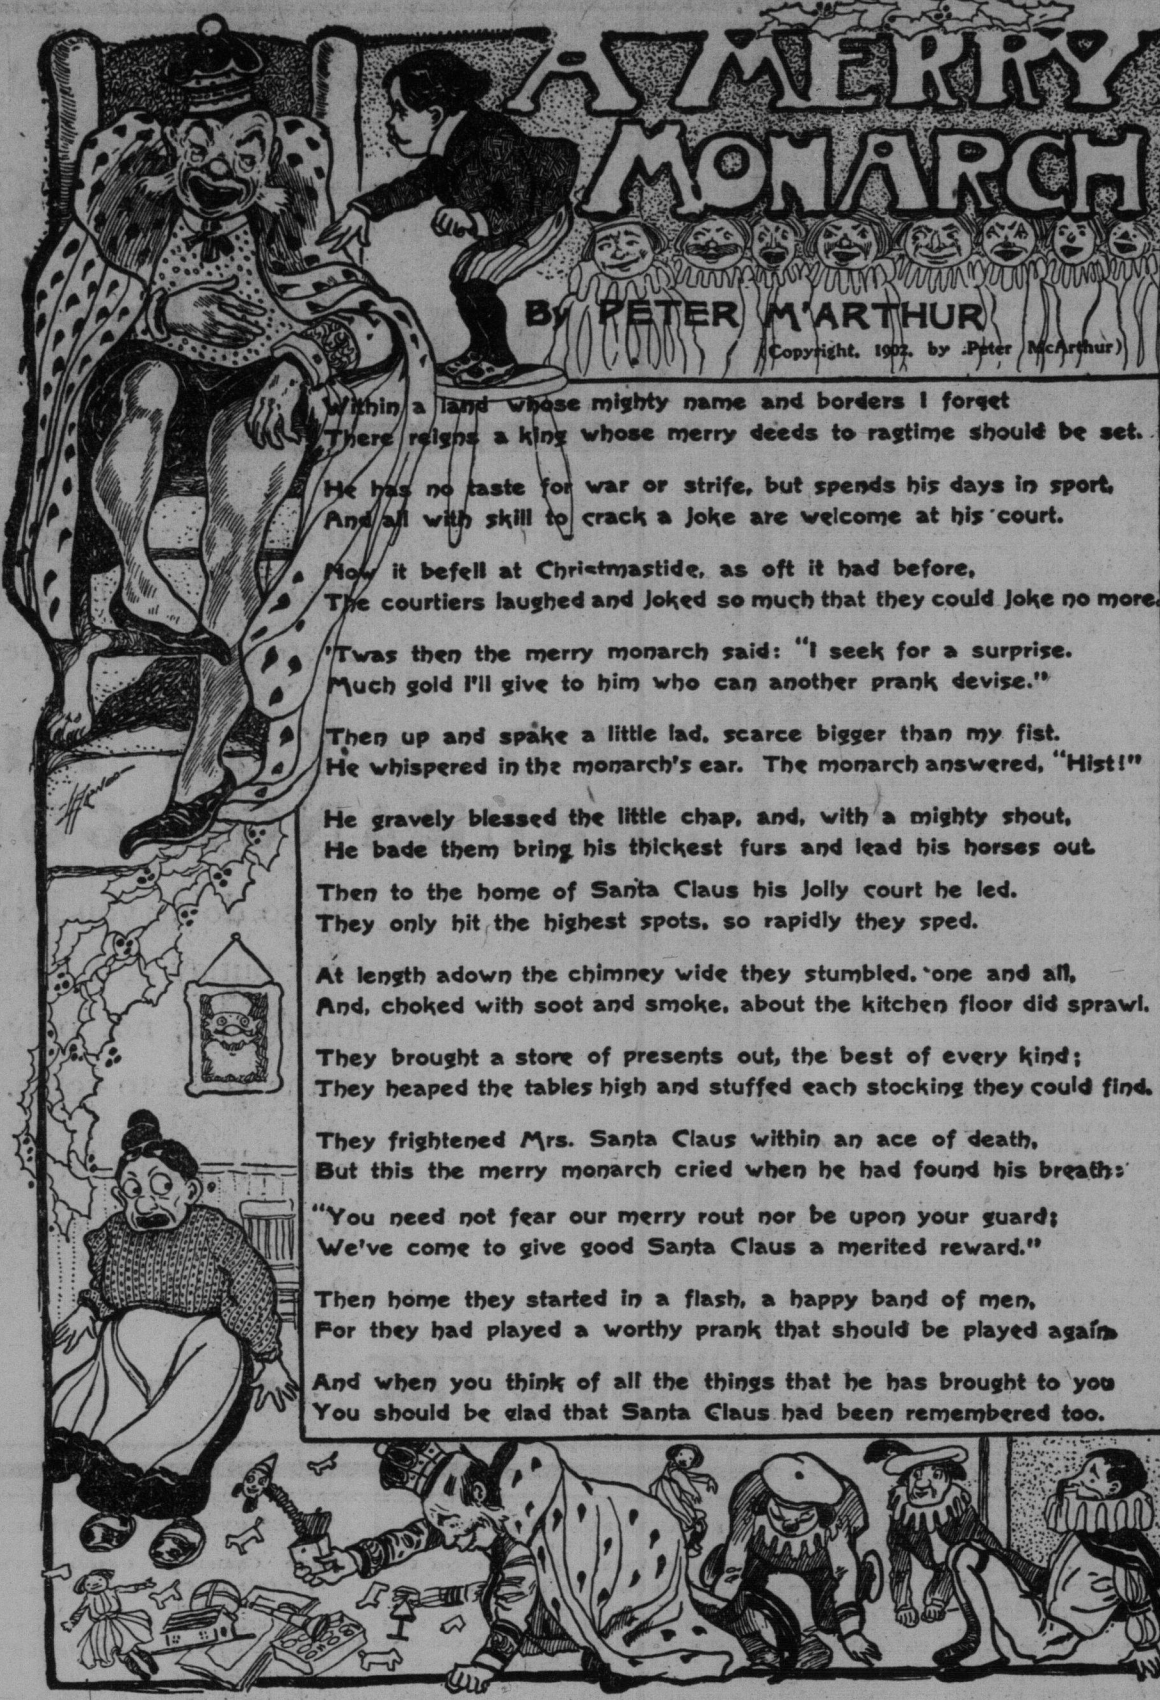 A MERRY
MONARCH
By PETER M'ARTHUR
(Copyright, 1902, by Peter McArthur)
Within a land whose mighty name and borders I forget
There reigns a king whose merry deeds to ragtime should be set.
He has no taste for war or strife, but spends his days in sport,
And all with skill to crack a joke are welcome at his court.
Now it befell at Christmastide, as oft it had before,
The courtiers laughed and joked so much that they could joke no more.
'Twas then the merry monarch said: "I seek for a surprise.
Much gold I'll give to him who can another prank devise."
Then up and spake a little lad, scarce bigger than my fist.
He whispered in the monarch's ear. The monarch answered, "Hist!"
He gravely blessed the little chap, and, with a mighty shout,
He bade them bring his thickest furs and lead his horses out.
Then to the home of Santa Claus his jolly court he led.
They only hit the highest spots, so rapidly they sped.
At length adown the chimney wide they stumbled, one and all,
And, choked with soot and smoke, about the kitchen floor did sprawl.
They brought a store of presents out, the best of every kind;
They heaped the tables high and stuffed each stocking they could find.
They frightened Mrs. Santa Claus within an ace of death,
But this the merry monarch cried when he had found his breath:
"You need not fear our merry rout nor be upon your guard;
We've come to give good Santa Claus a merited reward."
Then home they started in a flash, a happy band of men,
For they had played a worthy prank that should be played again.
And when you think of all the things that he has brought to you
You should be glad that Santa Claus had been remembered too.